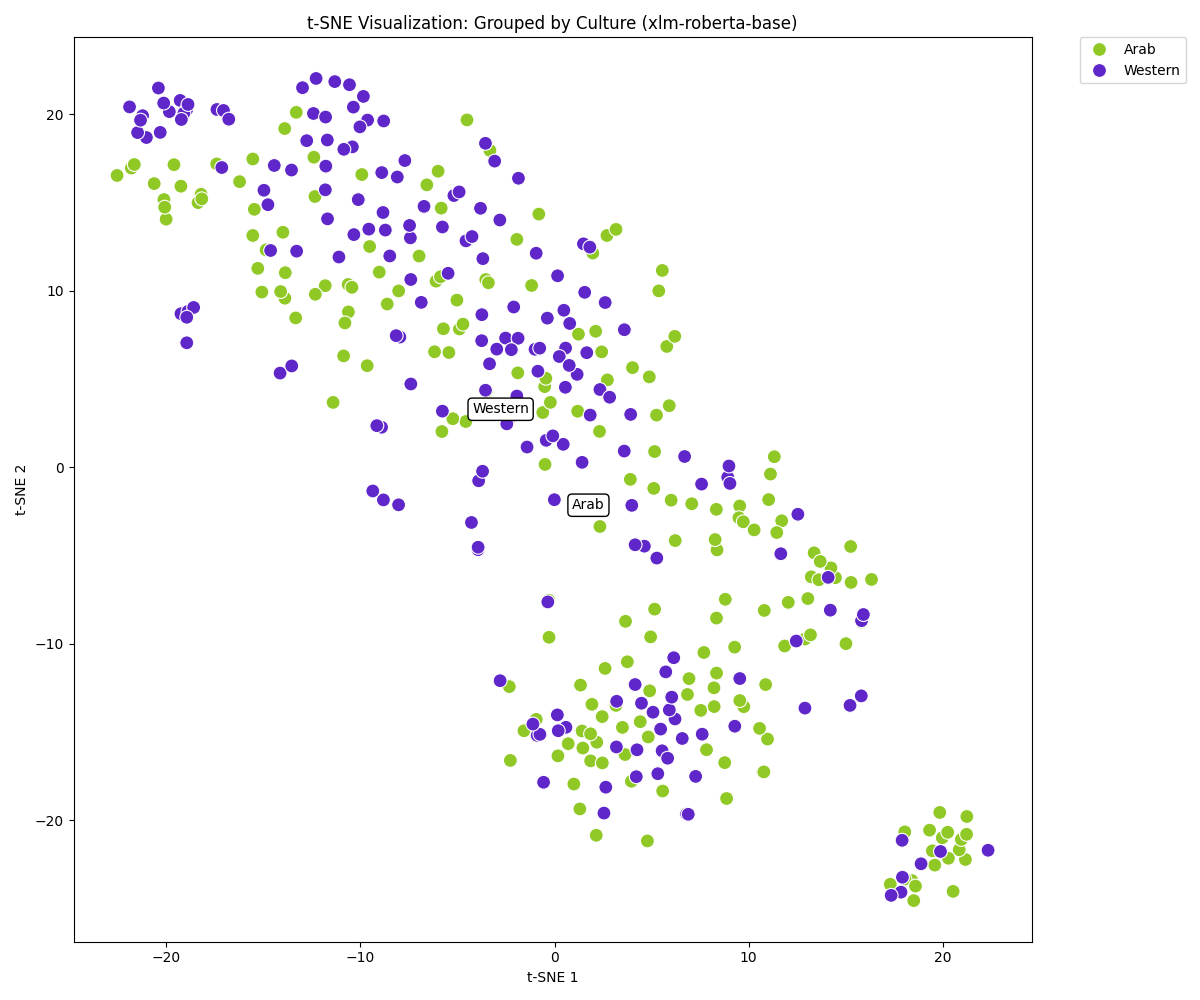 t-SNE Visualization: Grouped by Culture (xlm-roberta-base)
Arab
Western
20
10
0
−10
−20
t-SNE 2
Western
Arab
−20
−10
0
10
20
t-SNE 1